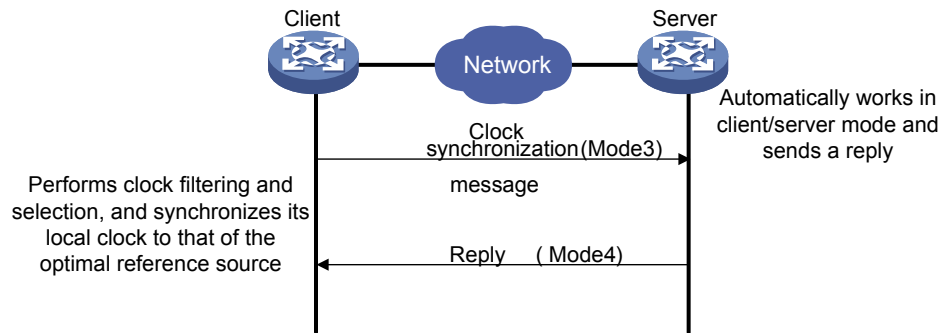 Client
Server
Network
Automatically works in
client/server mode and
sends a reply
Clock
synchronization (Mode3)
message
Performs clock filtering and
selection, and synchronizes its
local clock to that of the
optimal reference source
Reply ( Mode4)